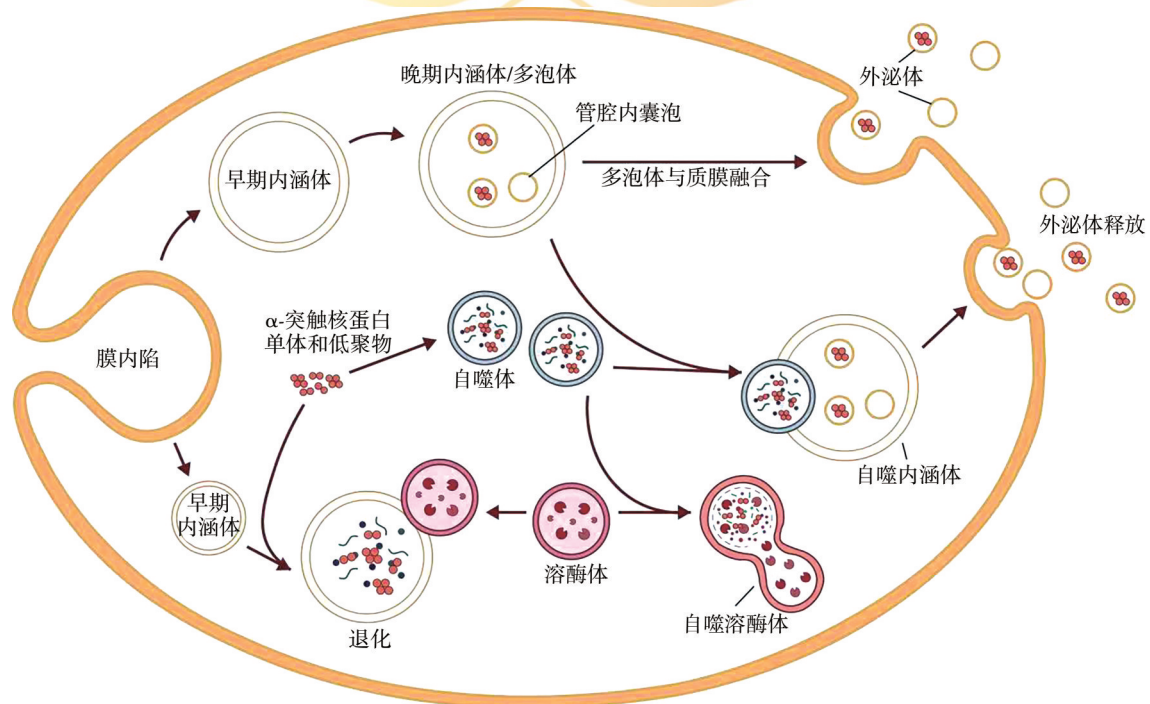 晚期内涵体/多泡体
外泌体
管腔内囊泡
早期内涵体
多泡体与质膜融合
外泌体释放
α-突触核蛋白
单体和低聚物
膜内陷
自噬体
自噬内涵体
早期
内涵体
溶酶体
自噬溶酶体
退化